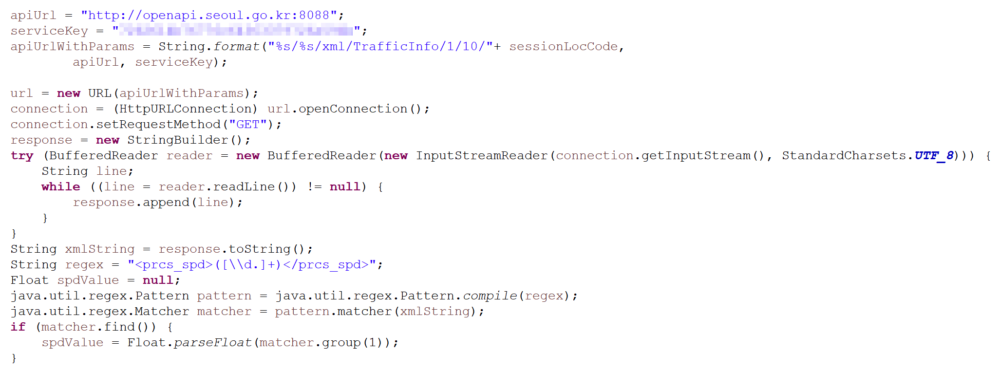 apiUrl = "http://openapi.seoul.go.kr:8088";
serviceKey = "";
apiUrlWithParams = String.format("%s/%s/xml/TrafficInfo/1/10/"+ sessionLocCode,
        apiUrl, serviceKey);

url = new URL(apiUrlWithParams);
connection = (HttpURLConnection) url.openConnection();
connection.setRequestMethod("GET");
response = new StringBuilder();
try (BufferedReader reader = new BufferedReader(new InputStreamReader(connection.getInputStream(), StandardCharsets.UTF_8))) {
    String line;
    while ((line = reader.readLine()) != null) {
        response.append(line);
    }
}
String xmlString = response.toString();
String regex = "<prcs_spd>([\\d.]+)</prcs_spd>";
Float spdValue = null;
java.util.regex.Pattern pattern = java.util.regex.Pattern.compile(regex);
java.util.regex.Matcher matcher = pattern.matcher(xmlString);
if (matcher.find()) {
    spdValue = Float.parseFloat(matcher.group(1));
}